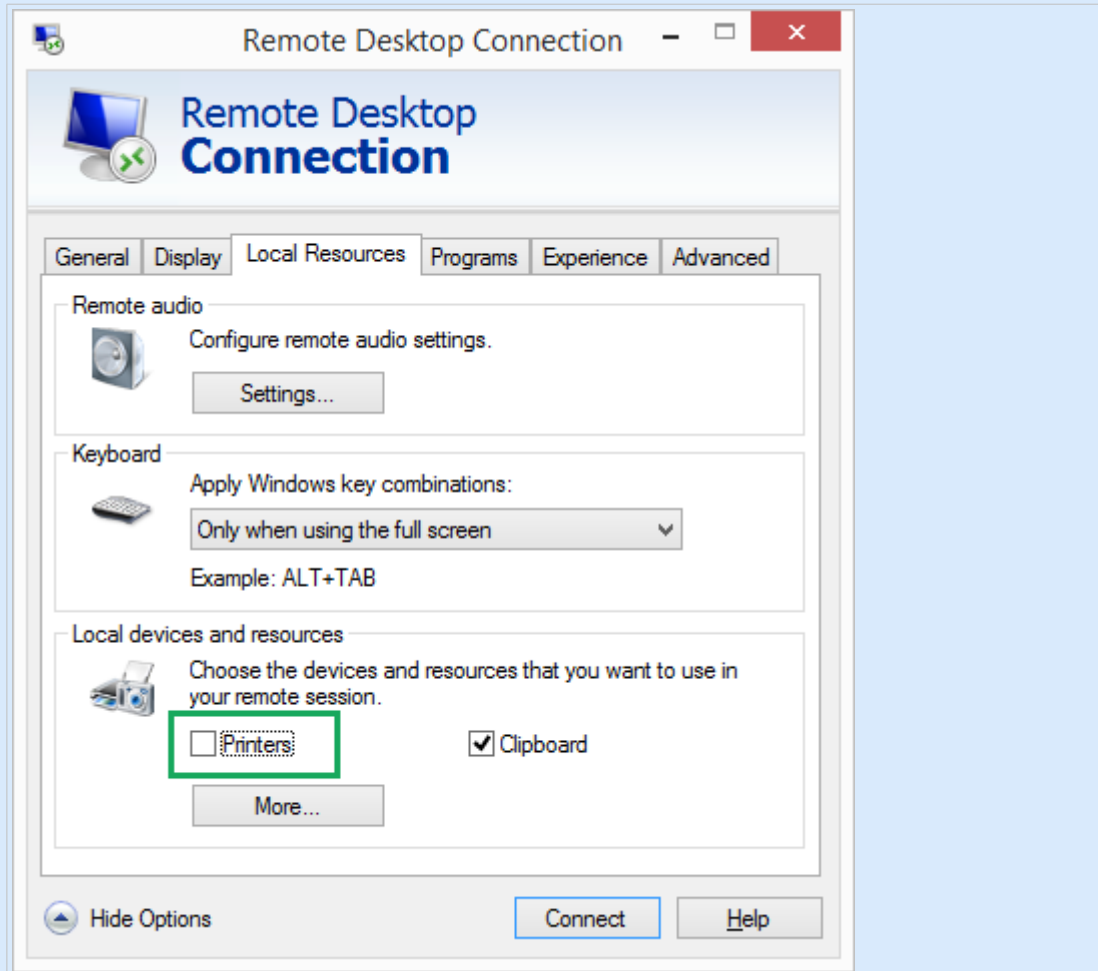 Remote Desktop Connection
Remote Desktop
Connection
General Display Local Resources Programs Experience Advanced
Remote audio
Configure remote audio settings.
Settings...
Keyboard
Apply Windows key combinations:
Only when using the full screen
Example: ALT+TAB
Local devices and resources
Choose the devices and resources that you want to use in
your remote session.
Printers Clipboard
More...
Hide Options Connect Help